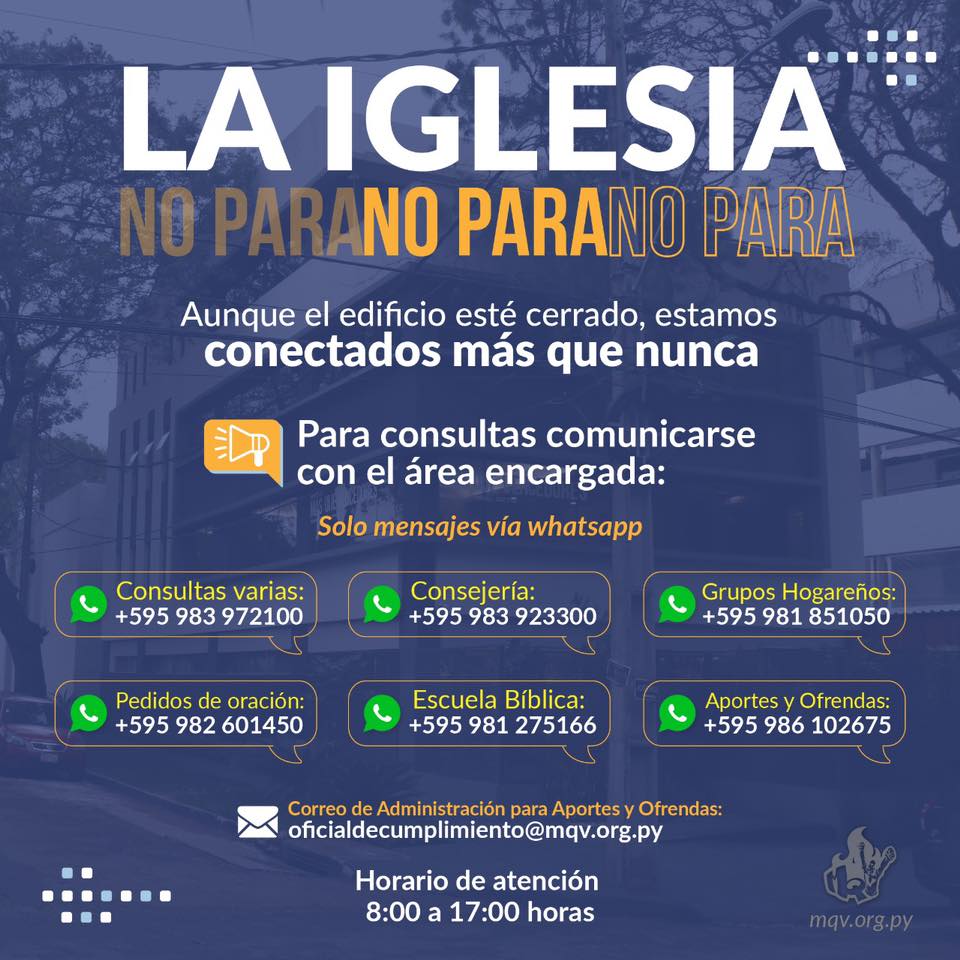 LA IGLESIA
NO PARA NO PARA NO PARA
Aunque el edificio esté cerrado, estamos
conectados más que nunca
Para consultas comunicarse
con el área encargada:
Solo mensajes vía whatsapp
Consultas varias:
+595 983 972100
Consejería:
+595 983 923300
Grupos Hogareños:
+595 981 851050
Pedidos de oración:
+595 982 601450
Escuela Bíblica:
+595 981 275166
Aportes y Ofrendas:
+595 986 102675
Correo de Administración para Aportes y Ofrendas:
oficialdecumplimiento@mqv.org.py
Horario de atención
8:00 a 17:00 horas
mqv.org.py